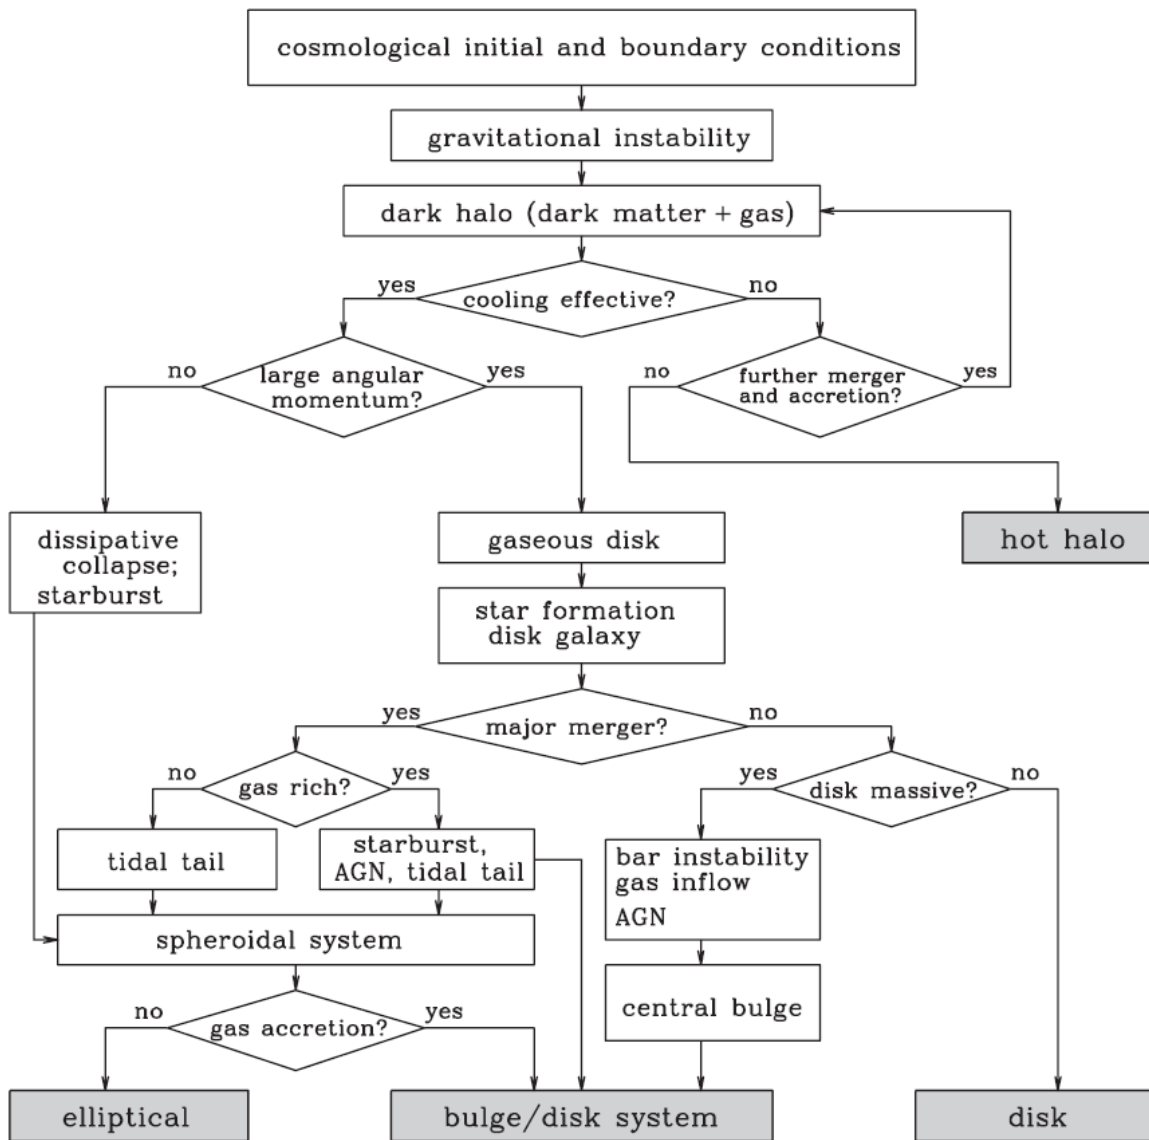 cosmological initial and boundary conditions
gravitational instability
dark halo (dark matter + gas)
yes
cooling effective?
no
no
large angular
momentum?
yes
no
further merger
and accretion?
yes
dissipative
collapse;
starburst
gaseous disk
hot halo
star formation
disk galaxy
yes
major merger?
no
no
gas rich?
yes
yes
disk massive?
no
tidal tail
starburst,
AGN, tidal tail
bar instability
gas inflow
AGN
spheroidal system
central bulge
no
gas accretion?
yes
elliptical
bulge/disk system
disk